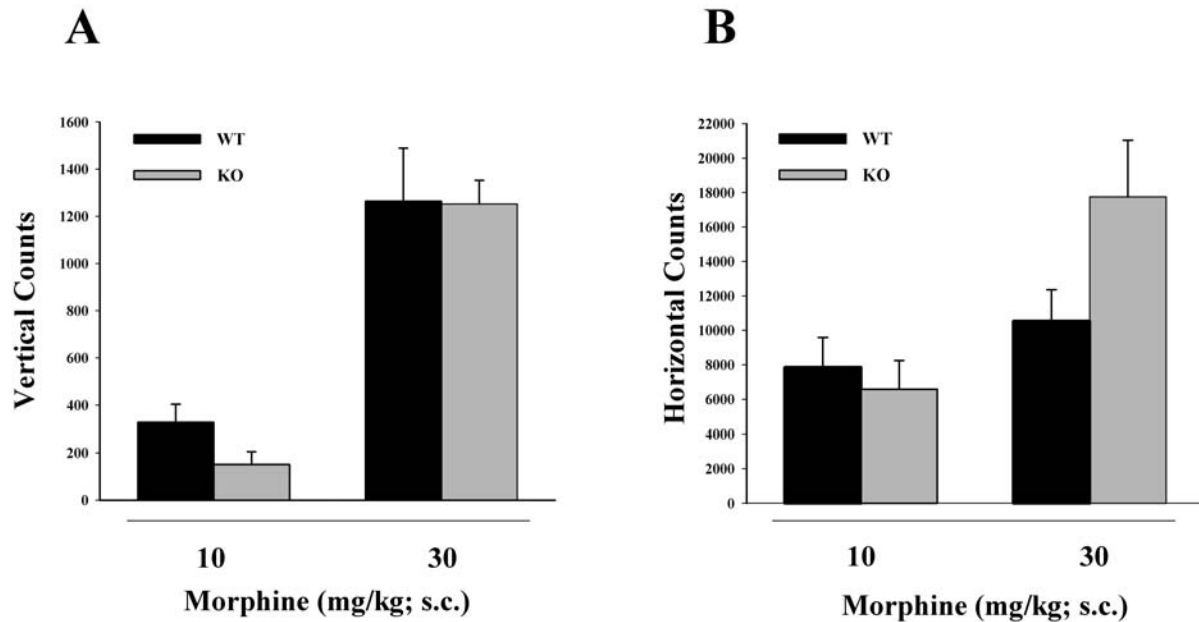 A
Vertical Counts
1600
1400
1200
1000
800
600
400
200
0
WT
KO
10 30
Morphine (mg/kg; s.c.)
B
Horizontal Counts
22000
20000
18000
16000
14000
12000
10000
8000
6000
4000
2000
0
WT
KO
10 30
Morphine (mg/kg; s.c.)